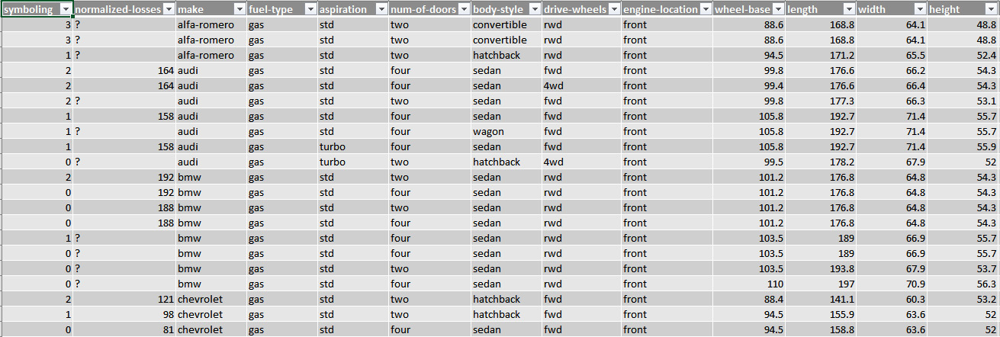 symboling normalized-losses make fuel-type aspiration num-of-doors body-style drive-wheels engine-location wheel-base length width height
3 ? alfa-romero gas std two convertible rwd front 88.6 168.8 64.1 48.8
3 ? alfa-romero gas std two convertible rwd front 88.6 168.8 64.1 48.8
1 ? alfa-romero gas std two hatchback rwd front 94.5 171.2 65.5 52.4
2 164 audi gas std four sedan fwd front 99.8 176.6 66.2 54.3
2 164 audi gas std four sedan 4wd front 99.4 176.6 66.4 54.3
2 ? audi gas std two sedan fwd front 99.8 177.3 66.3 53.1
1 158 audi gas std four sedan fwd front 105.8 192.7 71.4 55.7
1 ? audi gas std four wagon fwd front 105.8 192.7 71.4 55.7
1 158 audi gas turbo four sedan fwd front 105.8 192.7 71.4 55.9
0 ? audi gas turbo two hatchback 4wd front 99.5 178.2 67.9 52
2 192 bmw gas std two sedan rwd front 101.2 176.8 64.8 54.3
0 192 bmw gas std four sedan rwd front 101.2 176.8 64.8 54.3
0 188 bmw gas std two sedan rwd front 101.2 176.8 64.8 54.3
0 188 bmw gas std four sedan rwd front 101.2 176.8 64.8 54.3
1 ? bmw gas std four sedan rwd front 103.5 189 66.9 55.7
0 ? bmw gas std four sedan rwd front 103.5 189 66.9 55.7
0 ? bmw gas std two sedan rwd front 103.5 193.8 67.9 53.7
0 ? bmw gas std four sedan rwd front 110 197 70.9 56.3
2 121 chevrolet gas std two hatchback fwd front 88.4 141.1 60.3 53.2
1 98 chevrolet gas std two hatchback fwd front 94.5 155.9 63.6 52
0 81 chevrolet gas std four sedan fwd front 94.5 158.8 63.6 52